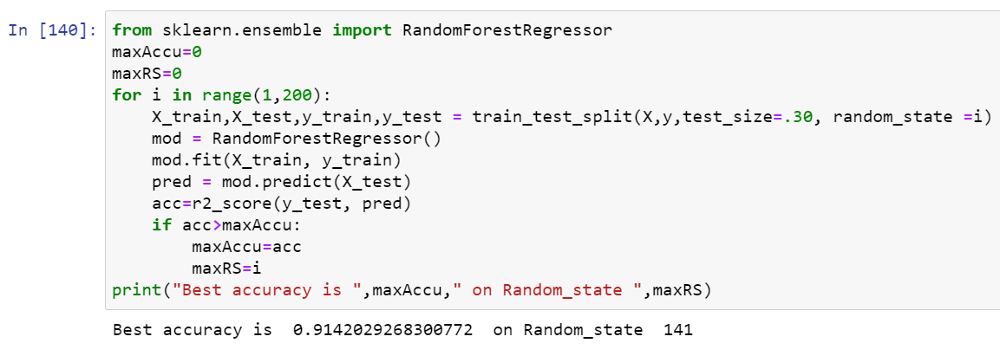 In [140]: from sklearn.ensemble import RandomForestRegressor
maxAccu=0
maxRS=0
for i in range(1,200):
    X_train,X_test,y_train,y_test = train_test_split(X,y,test_size=.30, random_state =i)
    mod = RandomForestRegressor()
    mod.fit(X_train, y_train)
    pred = mod.predict(X_test)
    acc=r2_score(y_test, pred)
    if acc>maxAccu:
        maxAccu=acc
        maxRS=i
print("Best accuracy is ",maxAccu," on Random_state ",maxRS)
Best accuracy is  0.9142029268300772  on Random_state  141